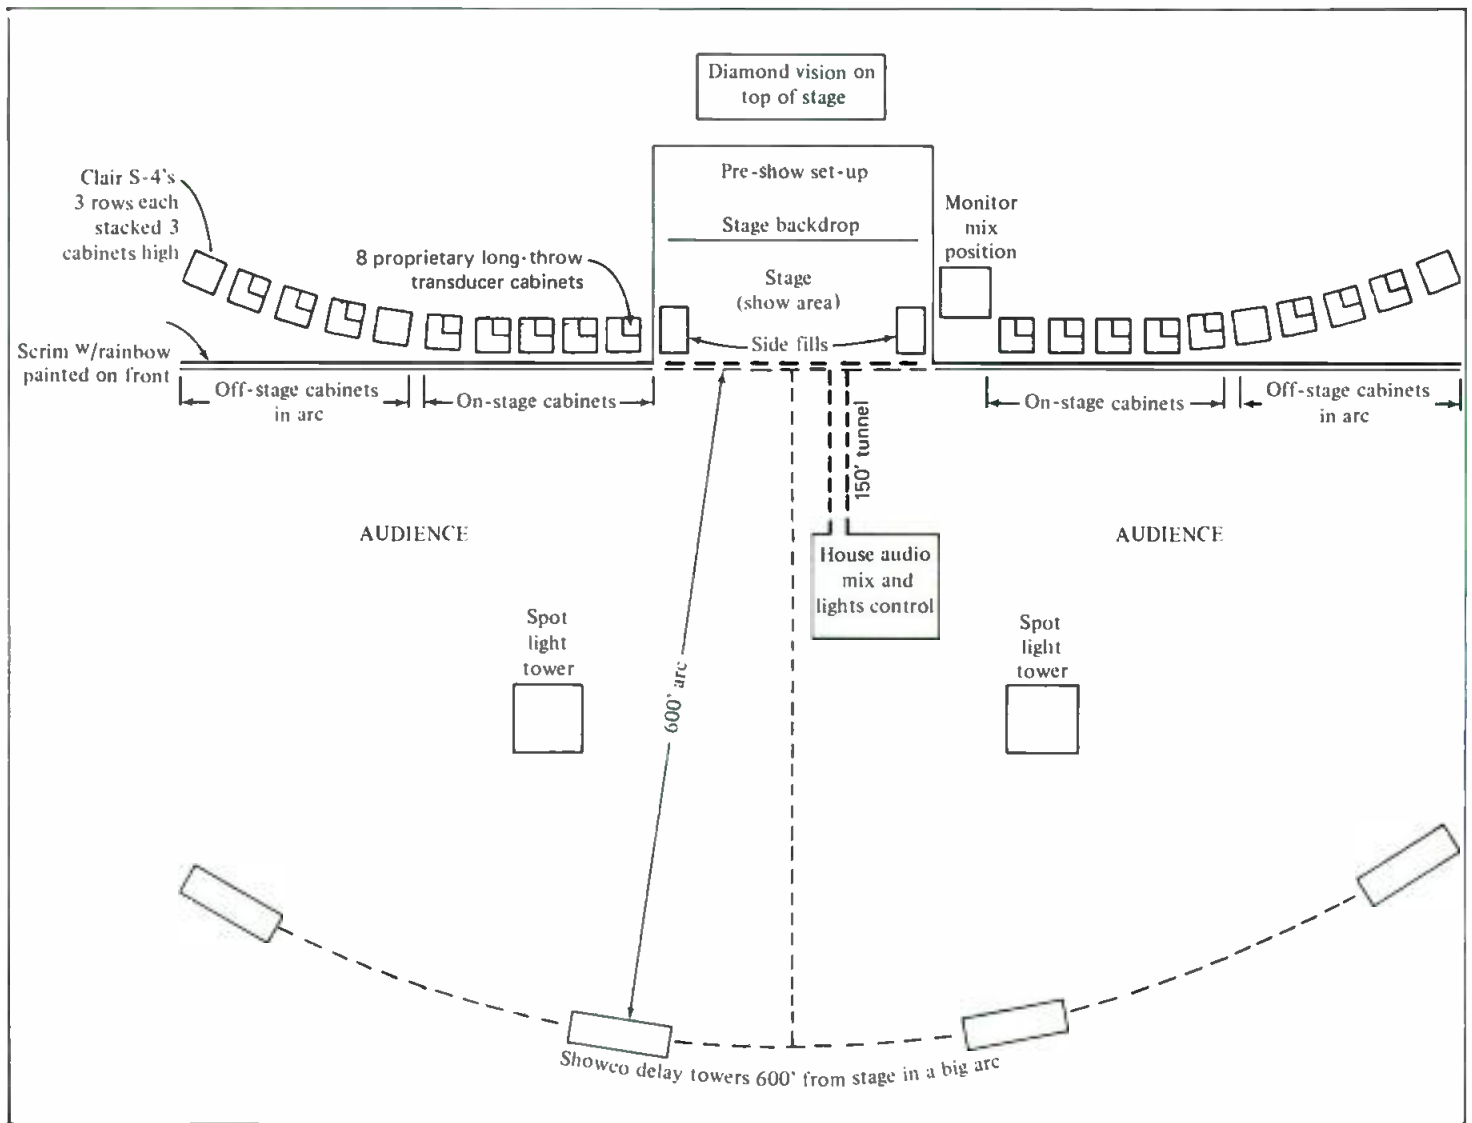 Diamond vision on
top of stage
Pre-show set-up
Stage backdrop
Stage
(show area)
Side fills
Clair S-4's
3 rows each
stacked 3
cabinets high
8 proprietary long-throw
transducer cabinets
Monitor
mix
position
Scrim w/rainbow
painted on front
Off-stage cabinets
in arc
On-stage cabinets
On-stage cabinets
Off-stage cabinets
in arc
150' tunnel
AUDIENCE
AUDIENCE
House audio
mix and
lights control
Spot
light
tower
Spot
light
tower
600' arc
Showco delay towers 600' from stage in a big arc